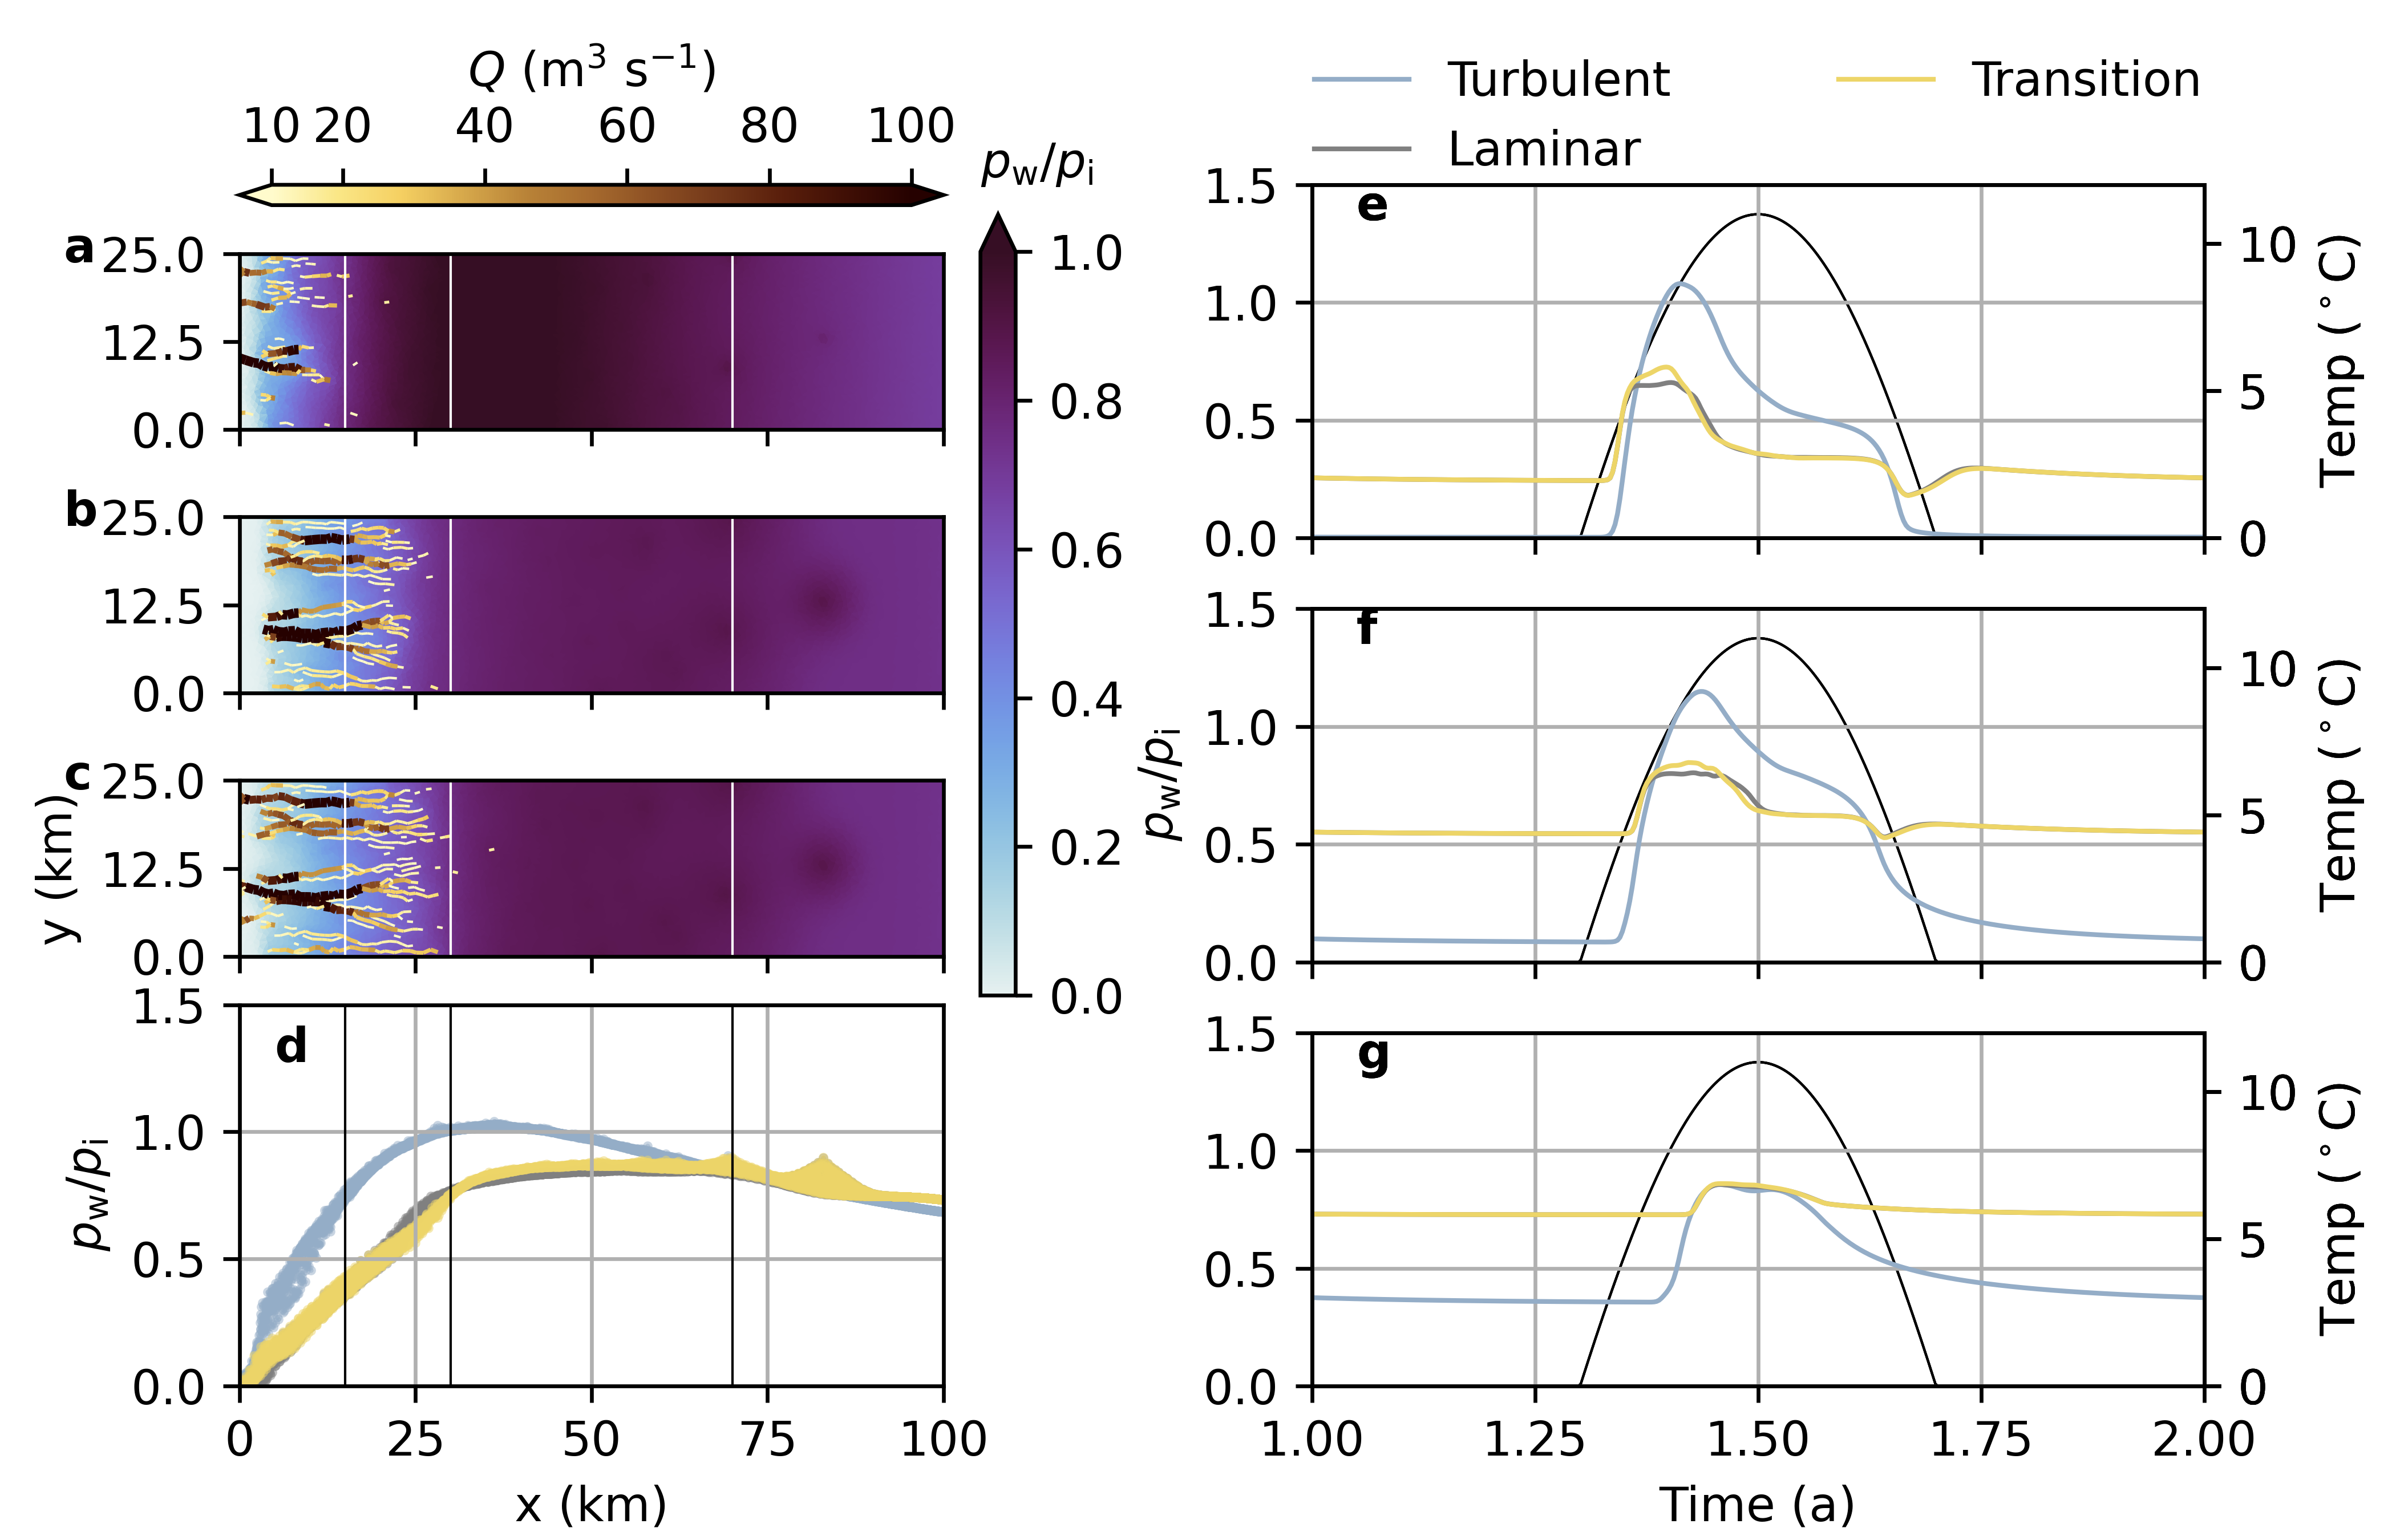 Q (m³ s⁻¹)
10 20 40 60 80 100
p_w/p_i
1.0
0.8
0.6
0.4
0.2
0.0
a
25.0
12.5
0.0
b
25.0
12.5
0.0
c
25.0
12.5
0.0
y (km)
d
1.5
1.0
0.5
0.0
p_w/p_i
0 25 50 75 100
x (km)
Turbulent Transition
Laminar
e
1.5
1.0
0.5
0.0
10
5
0
Temp (°C)
f
1.5
1.0
0.5
0.0
p_w/p_i
10
5
0
Temp (°C)
g
1.5
1.0
0.5
0.0
10
5
0
Temp (°C)
1.00 1.25 1.50 1.75 2.00
Time (a)